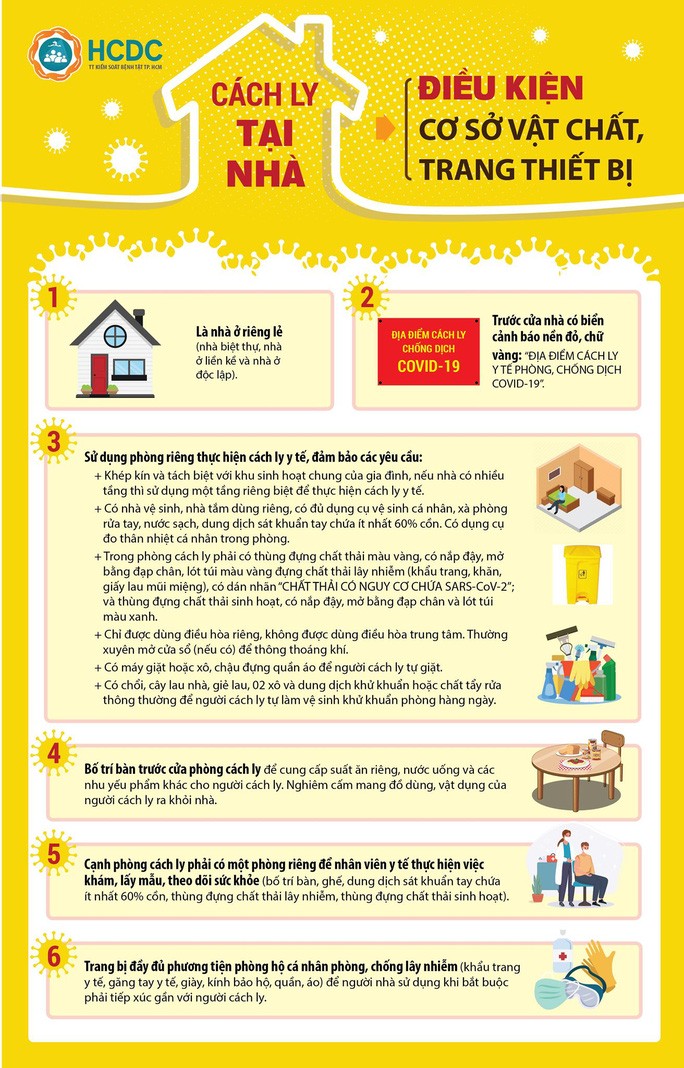 HCDC
TT KIỂM SOÁT BỆNH TẬT TP. HCM
CÁCH LY
TẠI
NHÀ
ĐIỀU KIỆN
CƠ SỞ VẬT CHẤT,
TRANG THIẾT BỊ
1
Là nhà ở riêng lẻ
(nhà biệt thự, nhà
ở liền kề và nhà ở
độc lập).
2
ĐỊA ĐIỂM CÁCH LY
CHỐNG DỊCH
COVID-19
Trước cửa nhà có biển
cảnh báo nền đỏ, chữ
vàng: "ĐỊA ĐIỂM CÁCH LY
Y TẾ PHÒNG, CHỐNG DỊCH
COVID-19".
3
Sử dụng phòng riêng thực hiện cách ly y tế, đảm bảo các yêu cầu:
+ Khép kín và tách biệt với khu sinh hoạt chung của gia đình, nếu nhà có nhiều
tầng thì sử dụng một tầng riêng biệt để thực hiện cách ly y tế.
+ Có nhà vệ sinh, nhà tắm dùng riêng, có đủ dụng cụ vệ sinh cá nhân, xà phòng
rửa tay, nước sạch, dung dịch sát khuẩn tay chứa ít nhất 60% cồn. Có dụng cụ
đo thân nhiệt cá nhân trong phòng.
+ Trong phòng cách ly phải có thùng đựng chất thải màu vàng, có nắp đậy, mở
bằng đạp chân, lót túi màu vàng đựng chất thải lây nhiễm (khẩu trang, khăn,
giấy lau mũi miệng), có dán nhãn "CHẤT THẢI CÓ NGUY CƠ CHỨA SARS-CoV-2";
và thùng đựng chất thải sinh hoạt, có nắp đậy, mở bằng đạp chân và lót túi
màu xanh.
+ Chỉ được dùng điều hòa riêng, không được dùng điều hòa trung tâm. Thường
xuyên mở cửa sổ (nếu có) để thông thoáng khí.
+ Có máy giặt hoặc xô, chậu đựng quần áo để người cách ly tự giặt.
+ Có chổi, cây lau nhà, giẻ lau, 02 xô và dung dịch khử khuẩn hoặc chất tẩy rửa
thông thường để người cách ly tự làm vệ sinh khử khuẩn phòng hàng ngày.
4
Bố trí bàn trước cửa phòng cách ly để cung cấp suất ăn riêng, nước uống và các
nhu yếu phẩm khác cho người cách ly. Nghiêm cấm mang đồ dùng, vật dụng của
người cách ly ra khỏi nhà.
5
Cạnh phòng cách ly phải có một phòng riêng để nhân viên y tế thực hiện việc
khám, lấy mẫu, theo dõi sức khỏe (bố trí bàn, ghế, dung dịch sát khuẩn tay chứa
ít nhất 60% cồn, thùng đựng chất thải lây nhiễm, thùng đựng chất thải sinh hoạt).
6
Trang bị đầy đủ phương tiện phòng hộ cá nhân phòng, chống lây nhiễm (khẩu trang
y tế, găng tay y tế, giày, kính bảo hộ, quần, áo) để người nhà sử dụng khi bắt buộc
phải tiếp xúc gần với người cách ly.